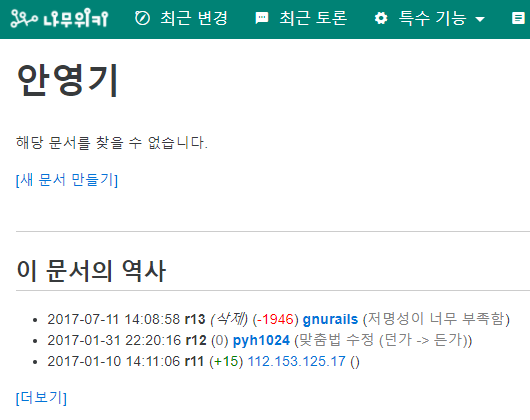 나무위키 최근 변경 최근 토론 특수 기능
안영기
해당 문서를 찾을 수 없습니다.
[새 문서 만들기]
이 문서의 역사
2017-07-11 14:08:58 r13 (삭제) (-1946) gnurails (저명성이 너무 부족함)
2017-01-31 22:20:16 r12 (0) pyh1024 (맞춤법 수정 (던가 -> 든가))
2017-01-10 14:11:06 r11 (+15) 112.153.125.17 ()
[더보기]